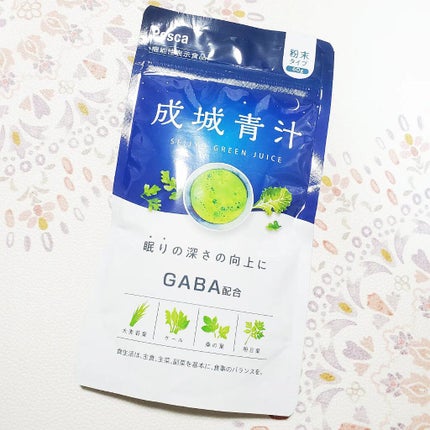 Pesca
機能性表示食品
粉末
タイプ
60g
成城青汁
SEIJYO GREEN JUICE
眠りの深さの向上に
GABA配合
大麦若葉
ケール
桑の葉
明日葉
食生活は、主食、主菜、副菜を基本に、食事のバランスを。